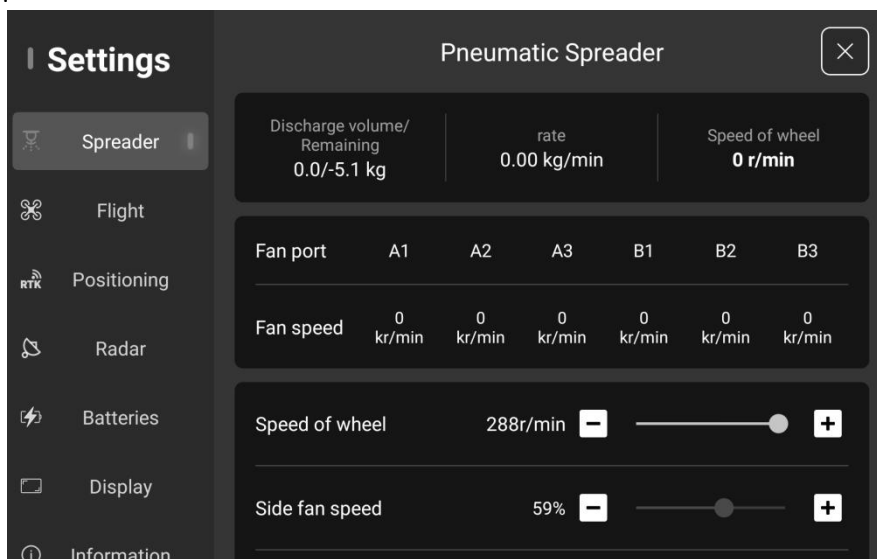 Settings
Pneumatic Spreader
Spreader
Flight
RTK
Positioning
Radar
Batteries
Display
Information
Discharge volume/
Remaining
0.0/-5.1 kg
rate
0.00 kg/min
Speed of wheel
0 r/min
Fan port A1 A2 A3 B1 B2 B3
Fan speed 0 kr/min 0 kr/min 0 kr/min 0 kr/min 0 kr/min 0 kr/min
Speed of wheel 288r/min
Side fan speed 59%